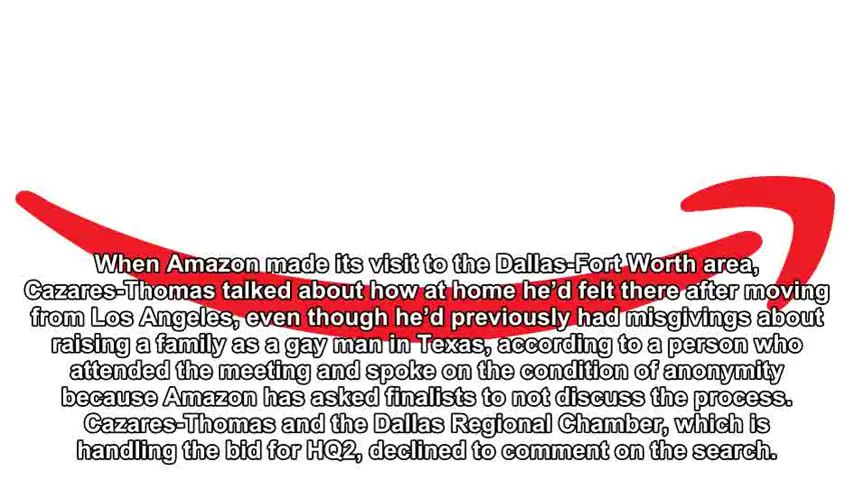 When Amazon made its visit to the Dallas-Fort Worth area,
Cazares-Thomas talked about how at home he’d felt there after moving
from Los Angeles, even though he’d previously had misgivings about
raising a family as a gay man in Texas, according to a person who
attended the meeting and spoke on the condition of anonymity
because Amazon has asked finalists to not discuss the process.
Cazares-Thomas and the Dallas Regional Chamber, which is
handling the bid for HQ2, declined to comment on the search.